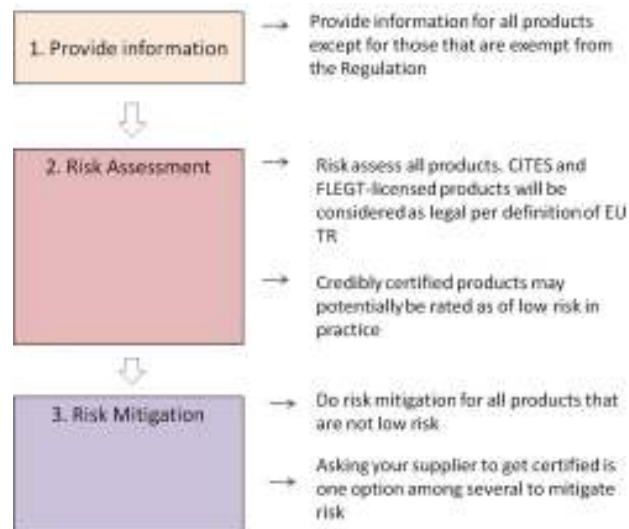 1. Provide information
Provide information for all products
except for those that are exempt from
the Regulation
2. Risk Assessment
Risk assess all products. CITES and
FLEGT-licensed products will be
considered as legal per definition of EU
TR
Credibly certified products may
potentially be rated as of low risk in
practice
3. Risk Mitigation
Do risk mitigation for all products that
are not low risk
Asking your supplier to get certified is
one option among several to mitigate
risk